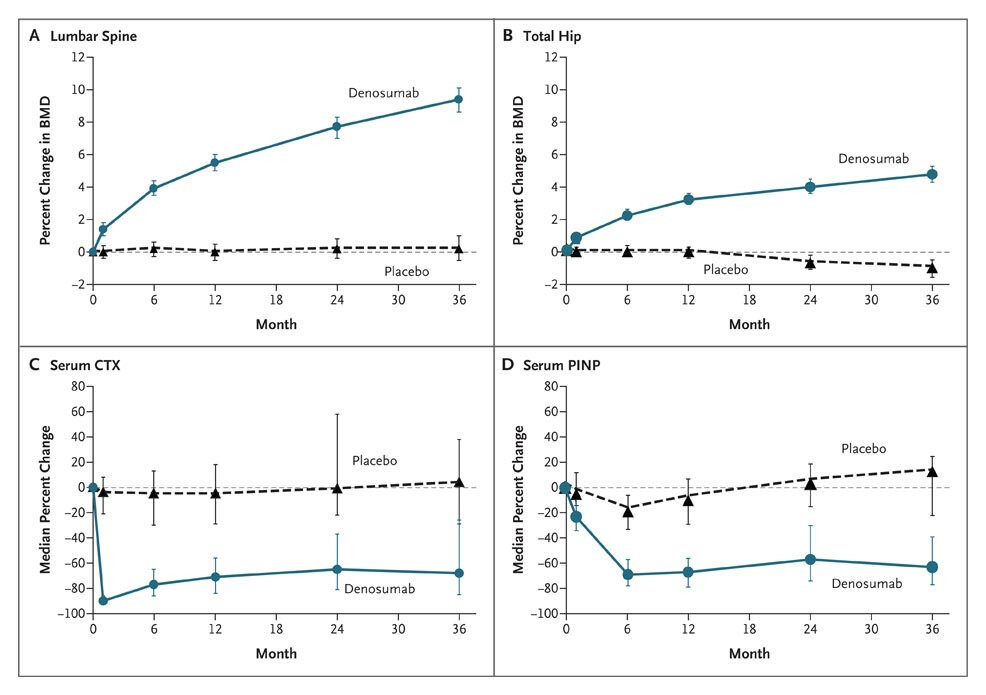 A Lumbar Spine
12
10
8
6
4
2
0
−2
Percent Change in BMD
Denosumab
Placebo
0 6 12 18 24 30 36
Month
B Total Hip
12
10
8
6
4
2
0
−2
Percent Change in BMD
Denosumab
Placebo
0 6 12 18 24 30 36
Month
C Serum CTX
80
60
40
20
0
−20
−40
−60
−80
−100
Median Percent Change
Placebo
Denosumab
0 6 12 18 24 30 36
Month
D Serum PINP
80
60
40
20
0
−20
−40
−60
−80
−100
Median Percent Change
Placebo
Denosumab
0 6 12 18 24 30 36
Month